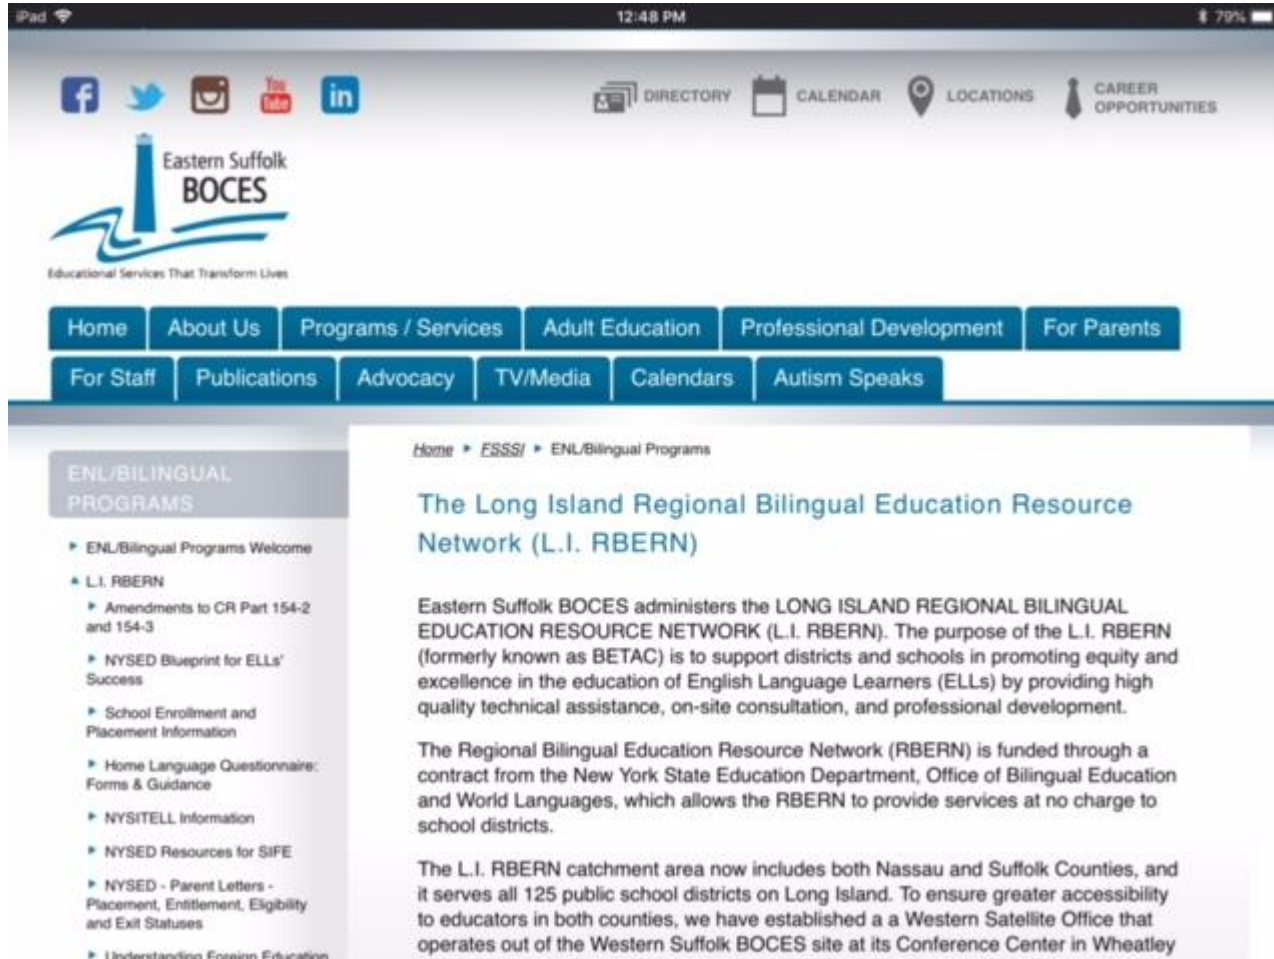 iPad
12:48 PM
79%
You
Tube
in
DIRECTORY
CALENDAR
LOCATIONS
CAREER
OPPORTUNITIES
Eastern Suffolk
BOCES
Educational Services That Transform Lives
Home
About Us
Programs / Services
Adult Education
Professional Development
For Parents
For Staff
Publications
Advocacy
TV/Media
Calendars
Autism Speaks
ENL/BILINGUAL
PROGRAMS
ENL/Bilingual Programs Welcome
L.I. RBERN
Amendments to CR Part 154-2
and 154-3
NYSED Blueprint for ELLs'
Success
School Enrollment and
Placement Information
Home Language Questionnaire:
Forms & Guidance
NYSITELL Information
NYSED Resources for SIFE
NYSED - Parent Letters -
Placement, Entitlement, Eligibility
and Exit Statuses
Understanding Foreign Education
Home ESSSI ENL/Bilingual Programs
The Long Island Regional Bilingual Education Resource
Network (L.I. RBERN)
Eastern Suffolk BOCES administers the LONG ISLAND REGIONAL BILINGUAL
EDUCATION RESOURCE NETWORK (L.I. RBERN). The purpose of the L.I. RBERN
(formerly known as BETAC) is to support districts and schools in promoting equity and
excellence in the education of English Language Learners (ELLs) by providing high
quality technical assistance, on-site consultation, and professional development.
The Regional Bilingual Education Resource Network (RBERN) is funded through a
contract from the New York State Education Department, Office of Bilingual Education
and World Languages, which allows the RBERN to provide services at no charge to
school districts.
The L.I. RBERN catchment area now includes both Nassau and Suffolk Counties, and
it serves all 125 public school districts on Long Island. To ensure greater accessibility
to educators in both counties, we have established a a Western Satellite Office that
operates out of the Western Suffolk BOCES site at its Conference Center in Wheatley